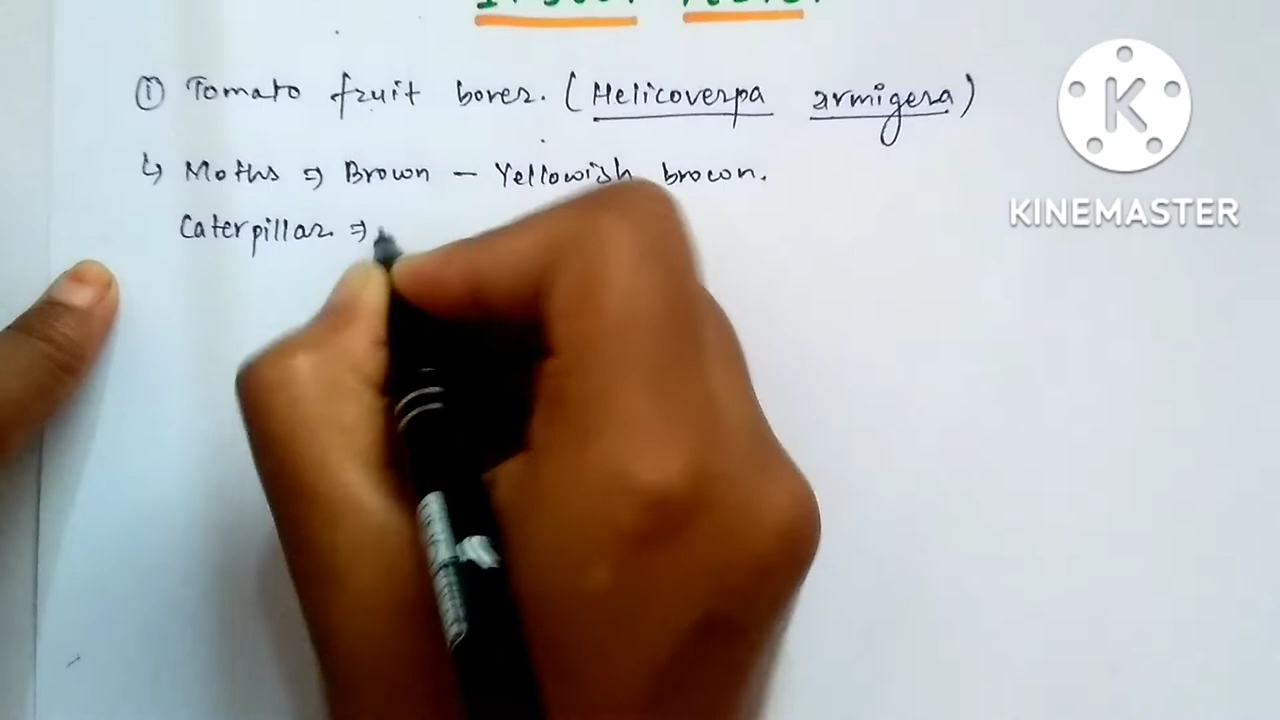 ① Tomato fruit borer. (Helicoverpa armigera)
↳ Moths ⇒ Brown - Yellowish brown.
Caterpillar ⇒
KINEMASTER